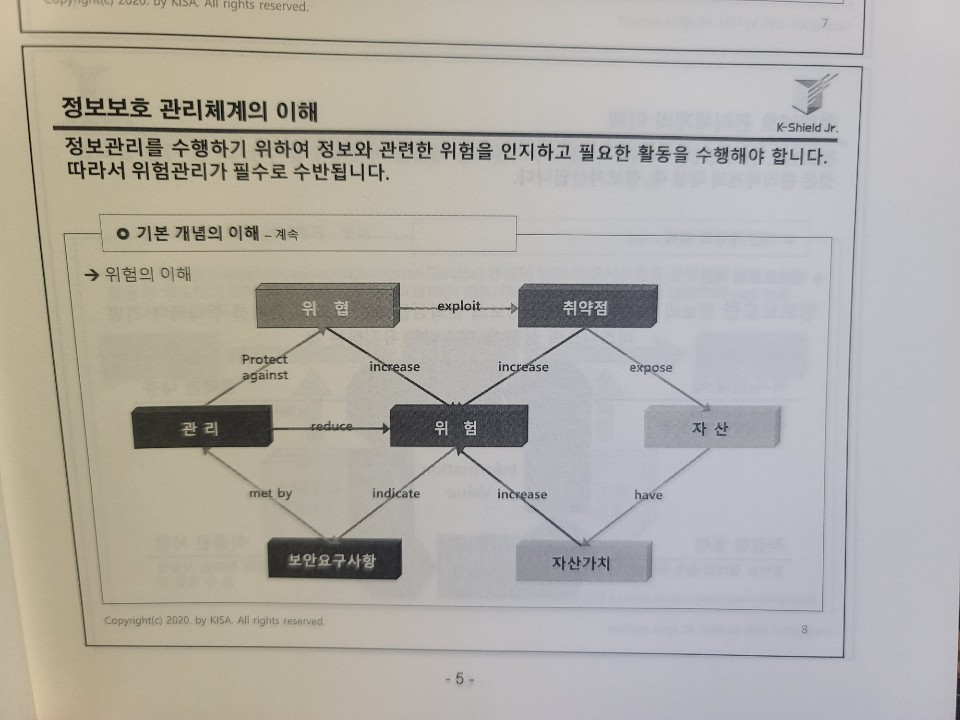 Copyright(c) 2020. by KISA. All rights reserved.
7
정보보호 관리체계의 이해
K-Shield Jr.
정보관리를 수행하기 위하여 정보와 관련한 위험을 인지하고 필요한 활동을 수행해야 합니다.
따라서 위험관리가 필수로 수반됩니다.
기본 개념의 이해 – 계속
→ 위험의 이해
위 협
exploit
취약점
Protect
against
increase
increase
expose
관 리
reduce
위 험
자 산
met by
indicate
increase
have
보안요구사항
자산가치
Copyright(c) 2020. by KISA. All rights reserved.
8
- 5 -